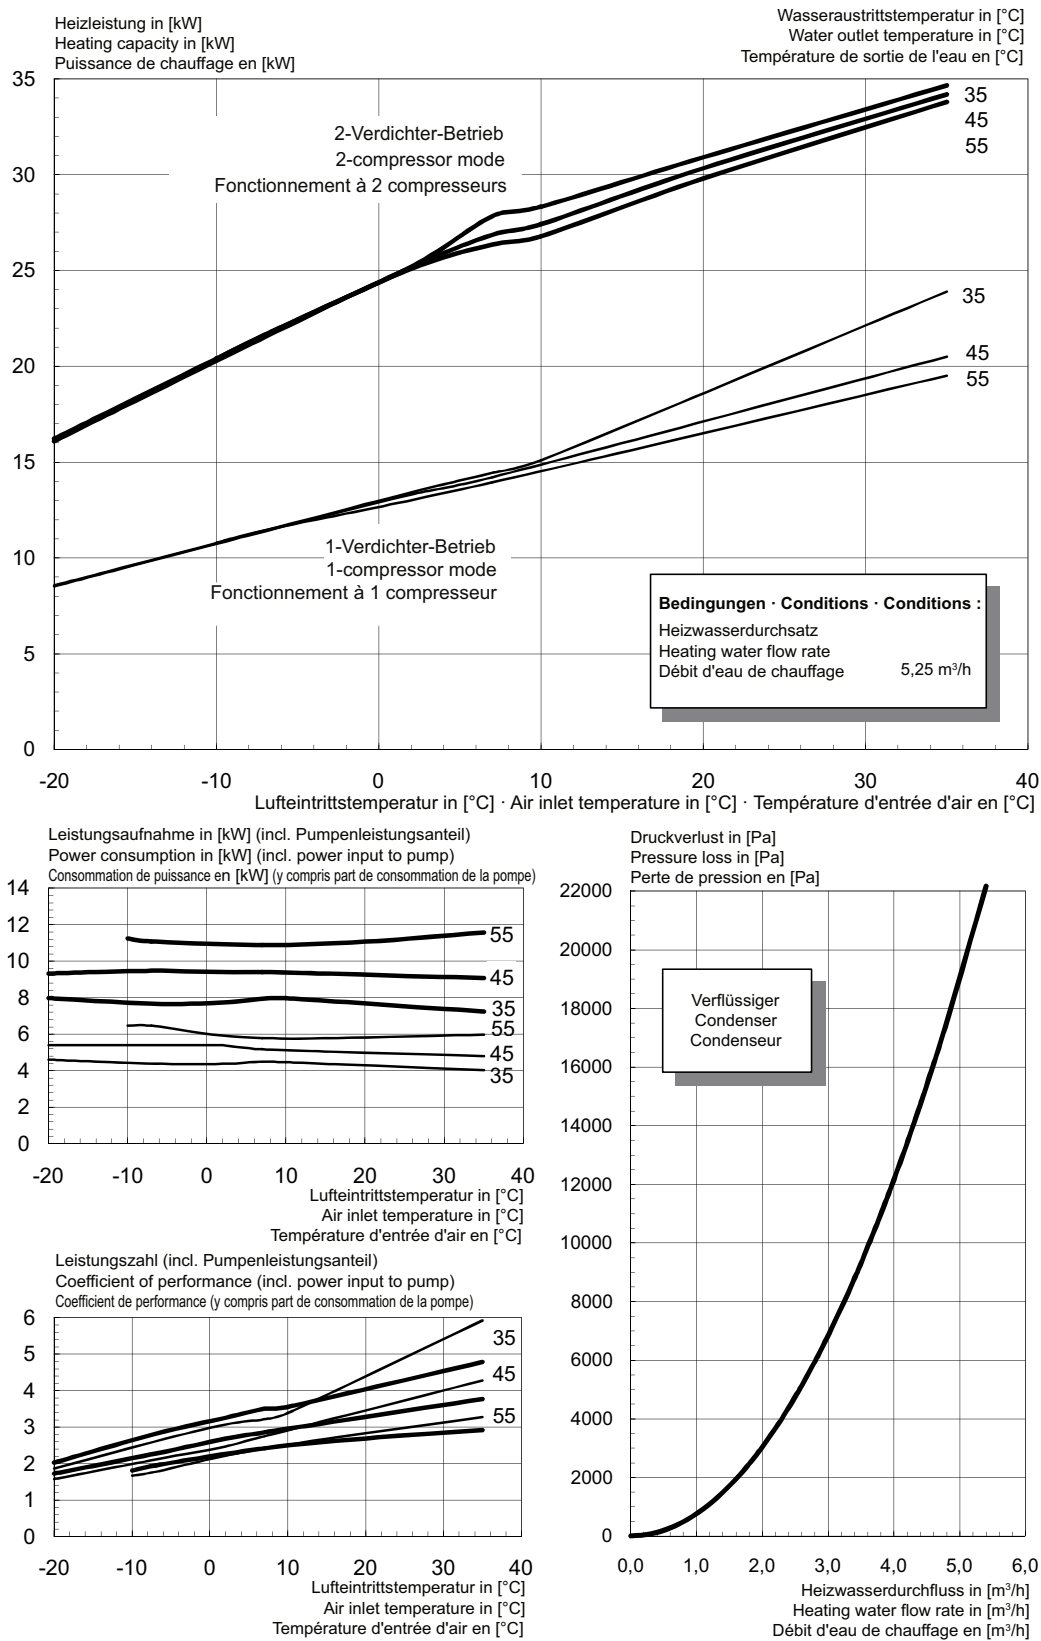 Heizleistung in [kW]
Heating capacity in [kW]
Puissance de chauffage en [kW]
Wasseraustrittstemperatur in [°C]
Water outlet temperature in [°C]
Température de sortie de l'eau en [°C]
35
30
25
20
15
10
5
0
2-Verdichter-Betrieb
2-compressor mode
Fonctionnement à 2 compresseurs
35
45
55
35
45
55
1-Verdichter-Betrieb
1-compressor mode
Fonctionnement à 1 compresseur
Bedingungen · Conditions · Conditions :
Heizwasserdurchsatz
Heating water flow rate
Débit d'eau de chauffage 5,25 m³/h
-20 -10 0 10 20 30 40
Lufteintrittstemperatur in [°C] · Air inlet temperature in [°C] · Température d'entrée d'air en [°C]
Leistungsaufnahme in [kW] (incl. Pumpenleistungsanteil)
Power consumption in [kW] (incl. power input to pump)
Consommation de puissance en [kW] (y compris part de consommation de la pompe)
14
12
10
8
6
4
2
0
55
45
35
55
45
35
-20 -10 0 10 20 30 40
Lufteintrittstemperatur in [°C]
Air inlet temperature in [°C]
Température d'entrée d'air en [°C]
Leistungszahl (incl. Pumpenleistungsanteil)
Coefficient of performance (incl. power input to pump)
Coefficient de performance (y compris part de consommation de la pompe)
6
5
4
3
2
1
0
35
45
55
-20 -10 0 10 20 30 40
Lufteintrittstemperatur in [°C]
Air inlet temperature in [°C]
Température d'entrée d'air en [°C]
Druckverlust in [Pa]
Pressure loss in [Pa]
Perte de pression en [Pa]
22000
20000
18000
16000
14000
12000
10000
8000
6000
4000
2000
0
Verflüssiger
Condenser
Condenseur
0,0 1,0 2,0 3,0 4,0 5,0 6,0
Heizwasserdurchfluss in [m³/h]
Heating water flow rate in [m³/h]
Débit d'eau de chauffage en [m³/h]